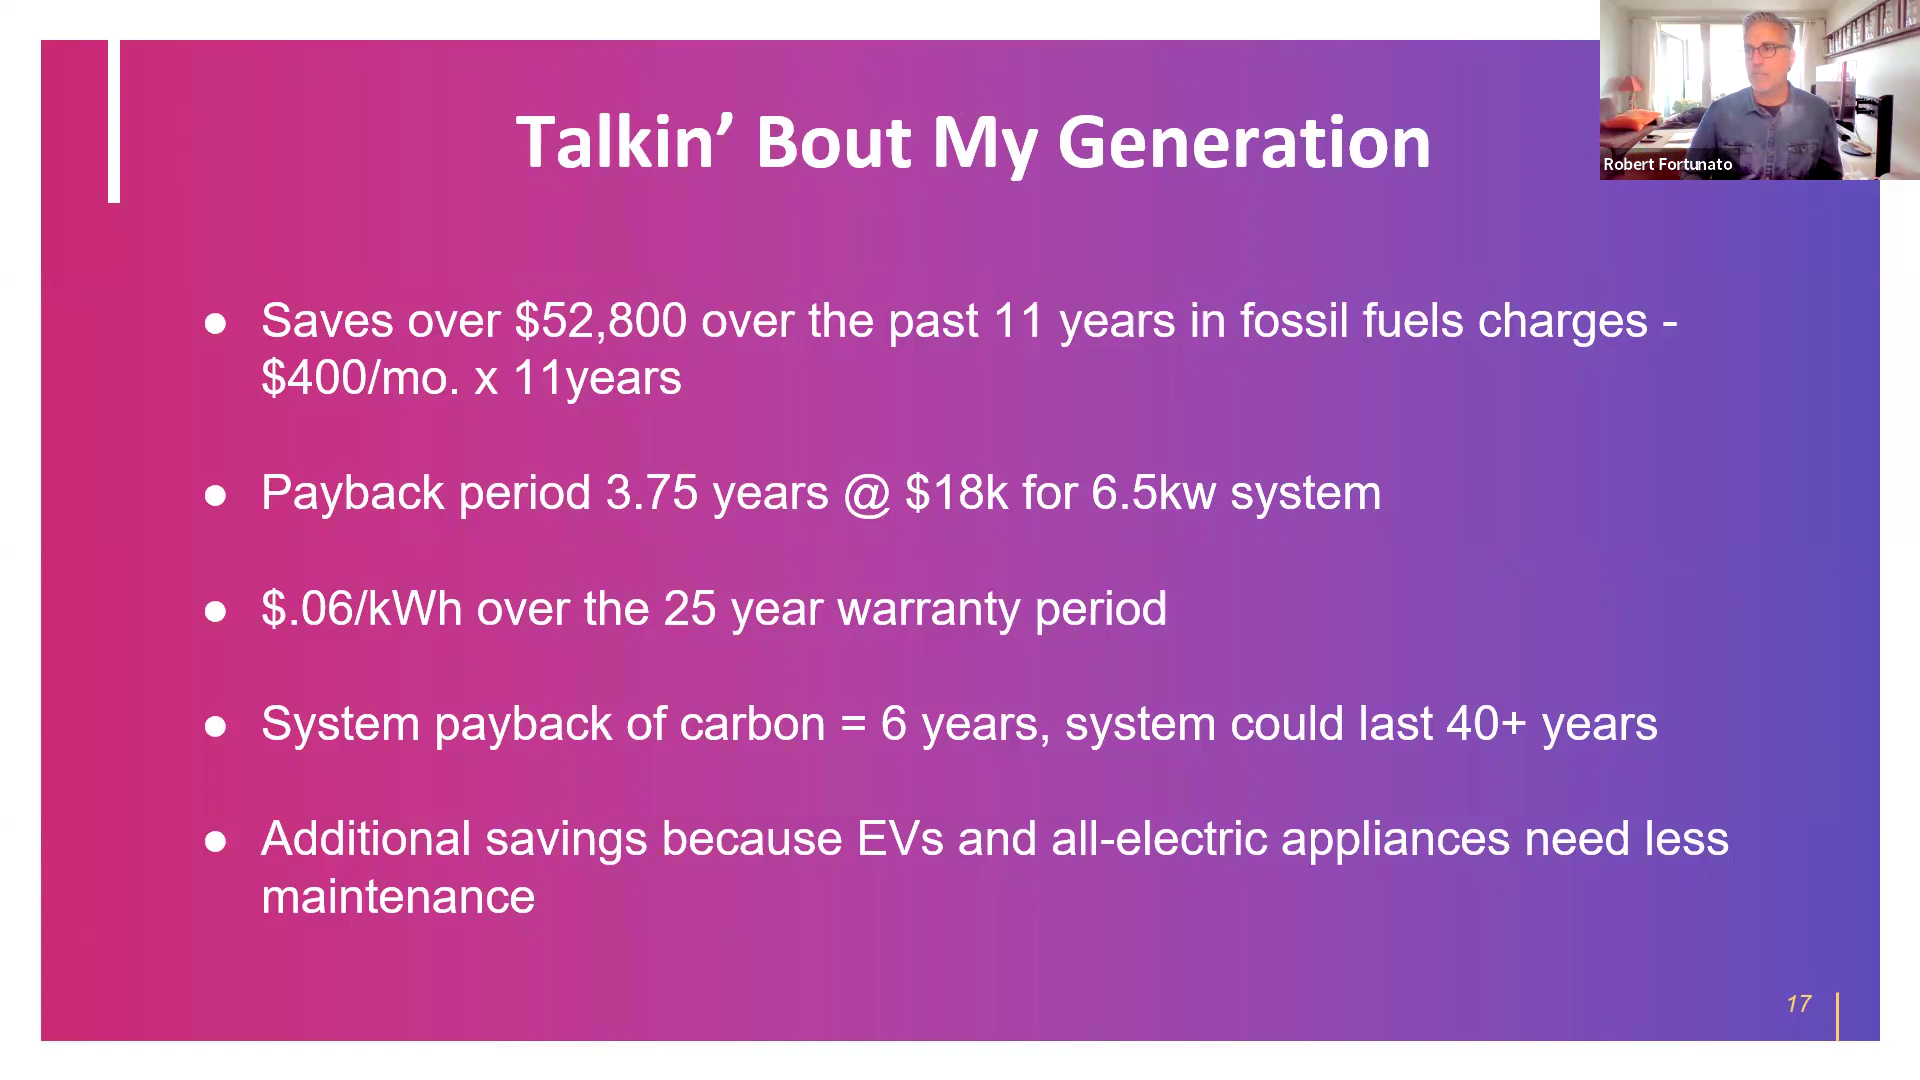 Talkin’ Bout My Generation
Robert Fortunato
● Saves over $52,800 over the past 11 years in fossil fuels charges -
$400/mo. x 11years
● Payback period 3.75 years @ $18k for 6.5kw system
● $.06/kWh over the 25 year warranty period
● System payback of carbon = 6 years, system could last 40+ years
● Additional savings because EVs and all-electric appliances need less
maintenance
17